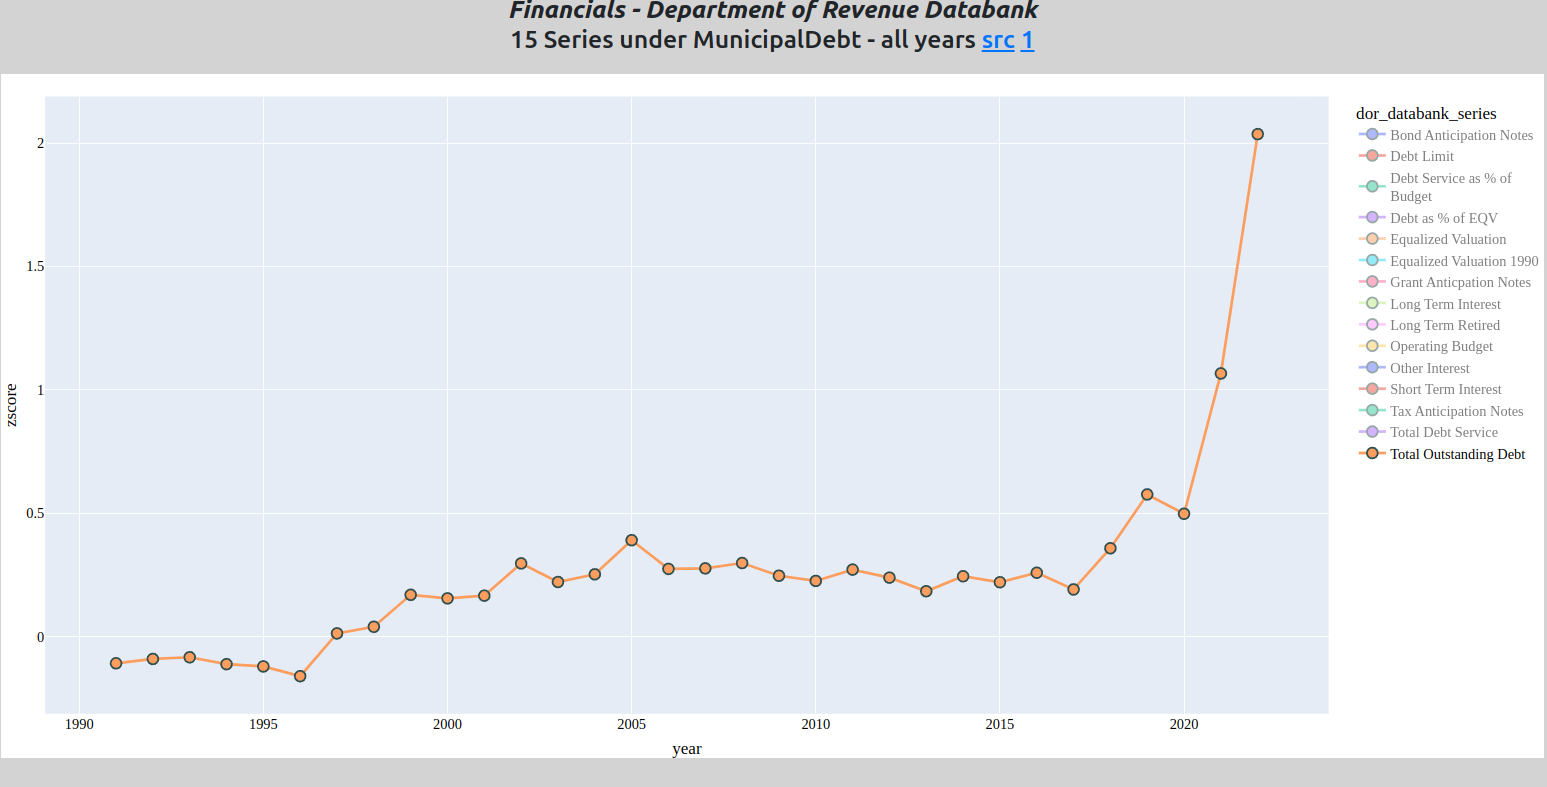 Financials - Department of Revenue Databank
15 Series under MunicipalDebt - all years src 1
2
1.5
1
0.5
0
zscore
1990 1995 2000 2005 2010 2015 2020
year
dor_databank_series
Bond Anticipation Notes
Debt Limit
Debt Service as % of
Budget
Debt as % of EQV
Equalized Valuation
Equalized Valuation 1990
Grant Anticpation Notes
Long Term Interest
Long Term Retired
Operating Budget
Other Interest
Short Term Interest
Tax Anticipation Notes
Total Debt Service
Total Outstanding Debt